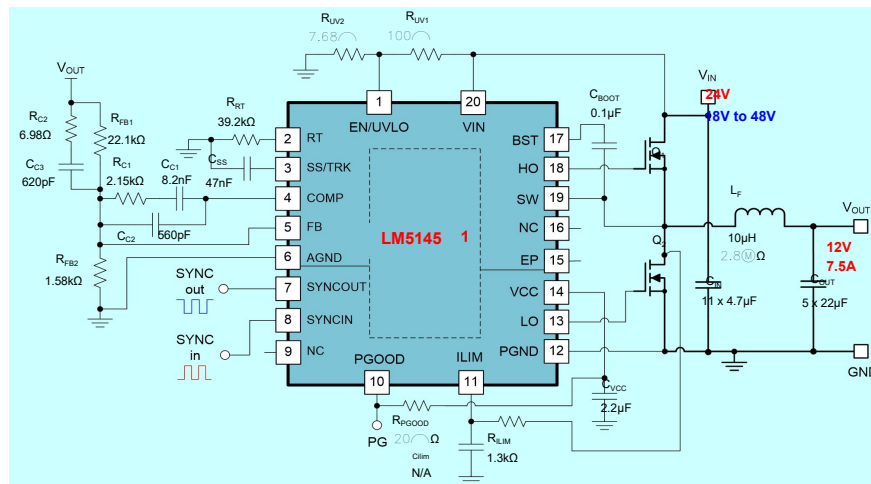 RUV2
7.68
RUV1
100
VOUT
RC2
6.98Ω
RFB1
22.1kΩ
RRT
39.2kΩ
CC3
620pF
RC1
2.15kΩ
CC1
8.2nF
CSS
47nF
CC2
560pF
RFB2
1.58kΩ
SYNC
out
SYNC
in
1
EN/UVLO
20
VIN
2 RT
3 SS/TRK
4 COMP
5 FB
6 AGND
7 SYNCOUT
8 SYNCIN
9 NC
LM5145 1
BST 17
HO 18
SW 19
NC 16
EP 15
VCC 14
LO 13
PGND 12
PGOOD
10
ILIM
11
PG
RPGOOD
20 Ω
Cilim
N/A
RILIM
1.3kΩ
CVCC
2.2µF
CBOOT
0.1µF
VIN
24V
8V to 48V
Q2
LF
10µH
2.8MΩ
CIN
11 x 4.7µF
VOUT
12V
7.5A
COUT
5 x 22µF
GND